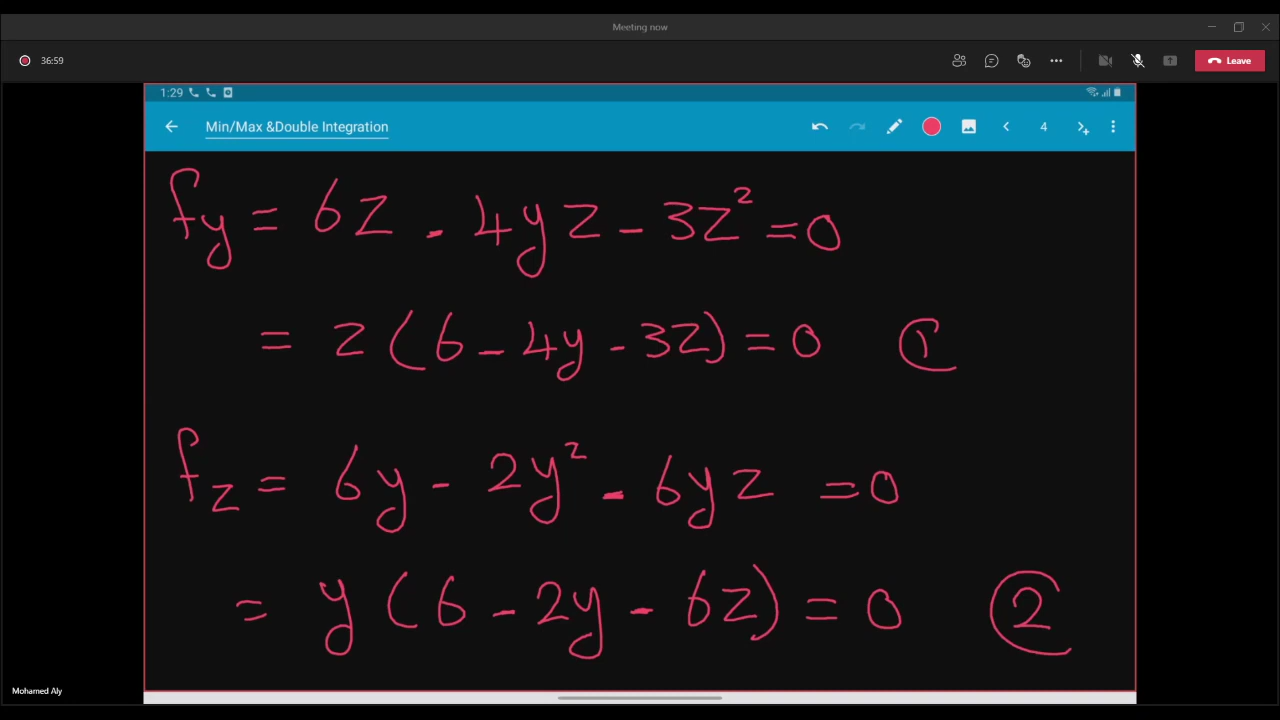 Meeting now
36:59
Leave
1:29
Min/Max &Double Integration
4
fy = 6z - 4yz - 3z² = 0
= z (6 - 4y - 3z) = 0 ①
fz = 6y - 2y² - 6yz = 0
= y (6 - 2y - 6z) = 0 ②
Mohamed Aly